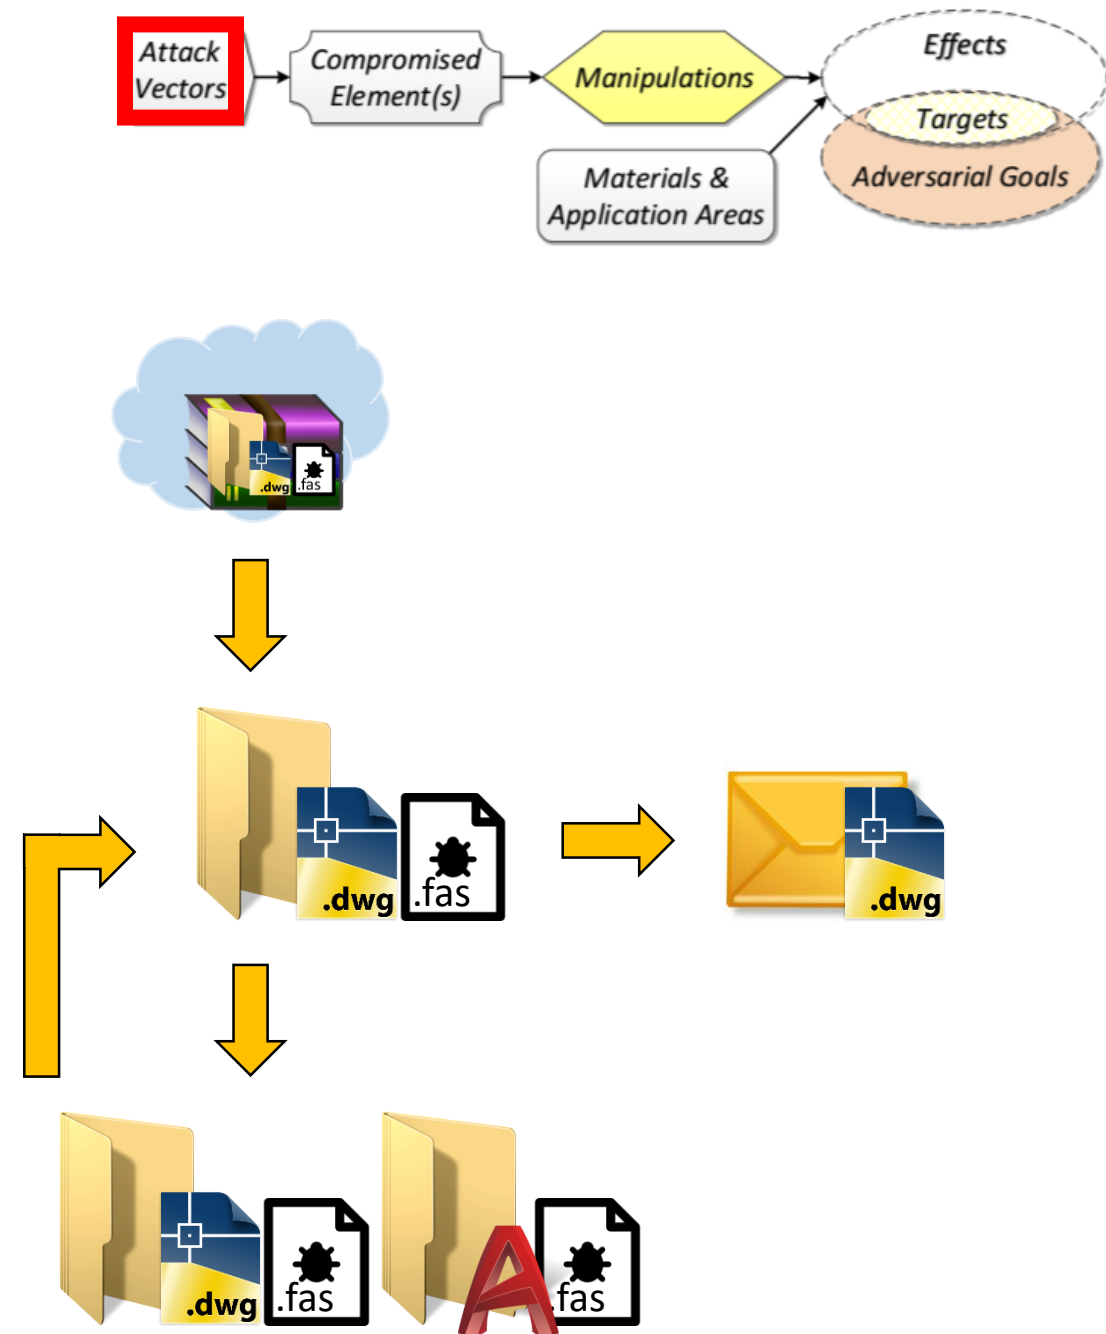 Attack
Vectors
Compromised
Element(s)
Manipulations
Effects
Targets
Adversarial Goals
Materials &
Application Areas
.dwg
.fas
.dwg
.fas
.dwg
.dwg
.fas
.fas